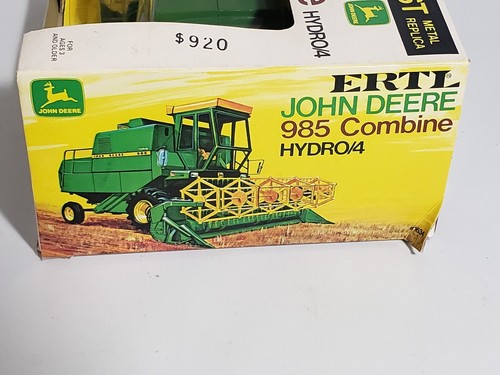 $920
FOR
AGES 3
AND OLDER
HYDRO/4
JOHN DEERE
ST METAL
REPLICA
JOHN DEERE
ERTL®
JOHN DEERE
985 Combine
HYDRO/4